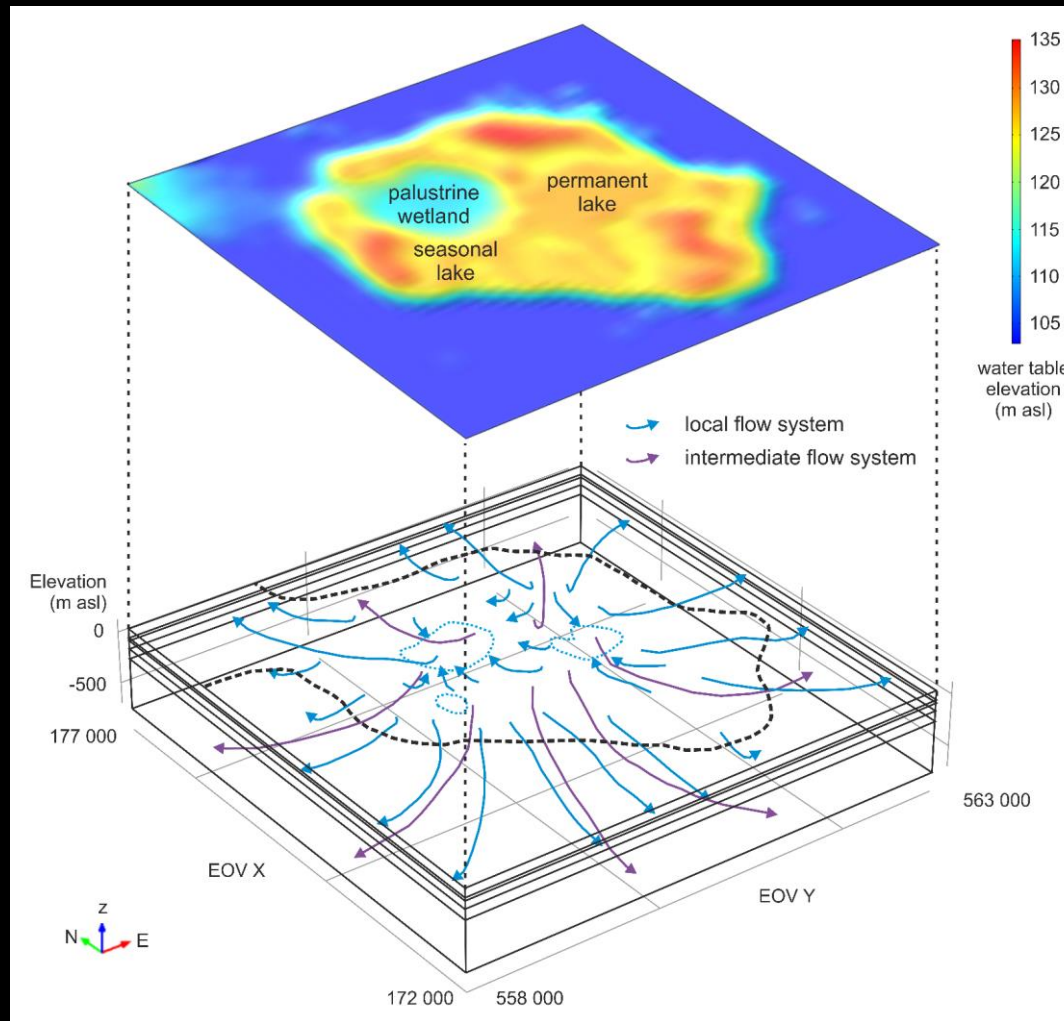 135
130
125
120
115
110
105
water table
elevation
(m asl)
palustrine
wetland
permanent
lake
seasonal
lake
local flow system
intermediate flow system
Elevation
(m asl)
0
-500
177 000
563 000
EOV X
EOV Y
z
N
E
172 000
558 000